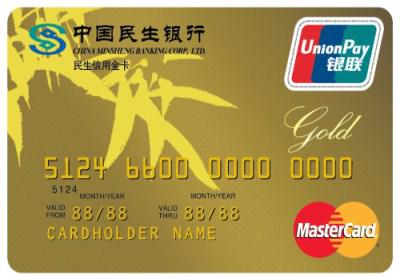 中国民生银行
CHINA MINSHENG BANKING CORP., LTD.
民生信用金卡
UnionPay
银联
Gold
5124 6600 0000 0000
5124
MONTH/YEAR MONTH/YEAR
VALID FROM 88/88 VALID THRU 88/88
CARDHOLDER NAME
MasterCard